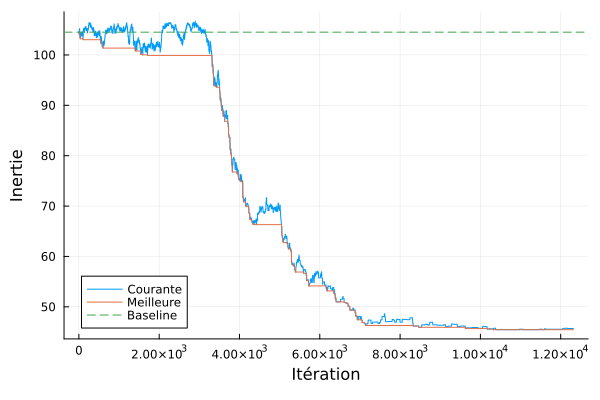 Inertie
100
90
80
70
60
50
Courante
Meilleure
Baseline
0 2.00×10³ 4.00×10³ 6.00×10³ 8.00×10³ 1.00×10⁴ 1.20×10⁴
Itération